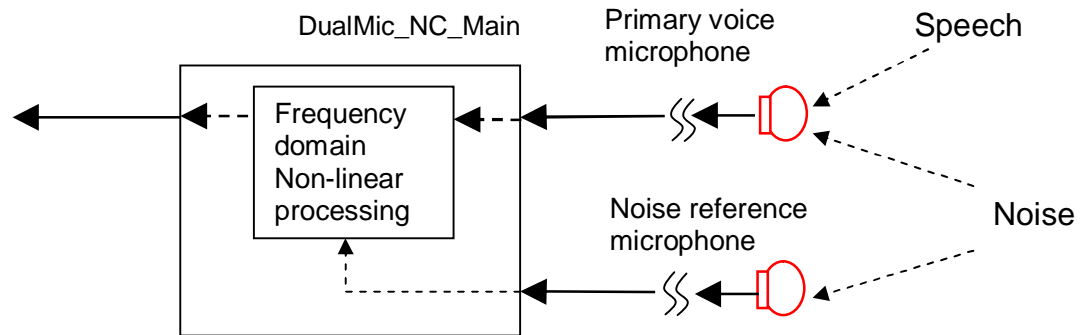 DualMic_NC_Main
Primary voice
microphone
Speech
Frequency
domain
Non-linear
processing
Noise reference
microphone
Noise